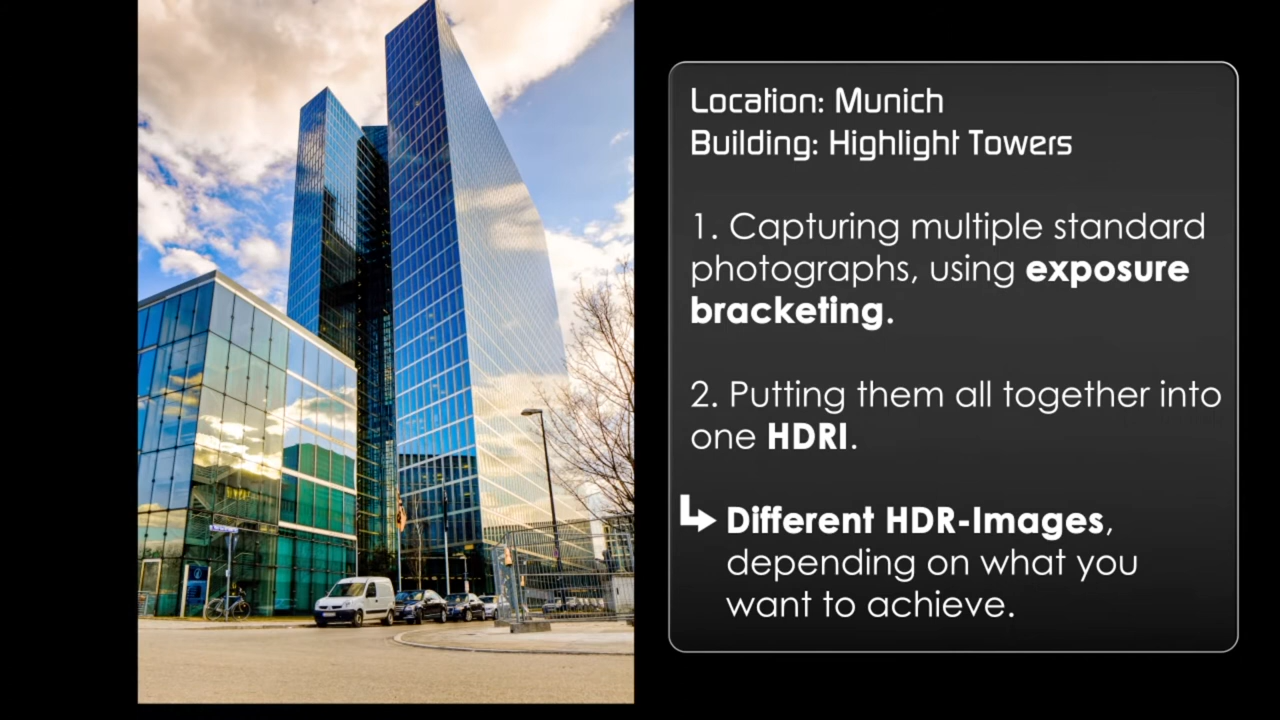 Location: Munich
Building: Highlight Towers
1. Capturing multiple standard
photographs, using exposure
bracketing.
2. Putting them all together into
one HDRI.
Different HDR-Images,
depending on what you
want to achieve.